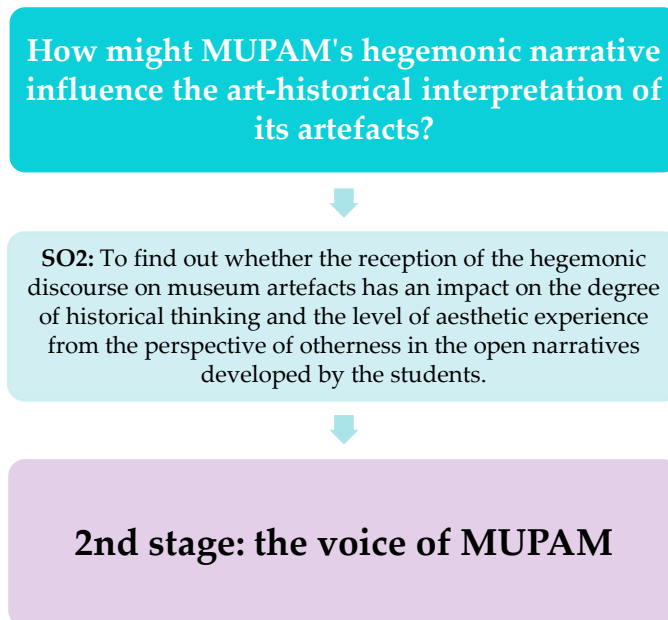 How might MUPAM's hegemonic narrative
influence the art-historical interpretation of
its artefacts?
SO2: To find out whether the reception of the hegemonic
discourse on museum artefacts has an impact on the degree
of historical thinking and the level of aesthetic experience
from the perspective of otherness in the open narratives
developed by the students.
2nd stage: the voice of MUPAM